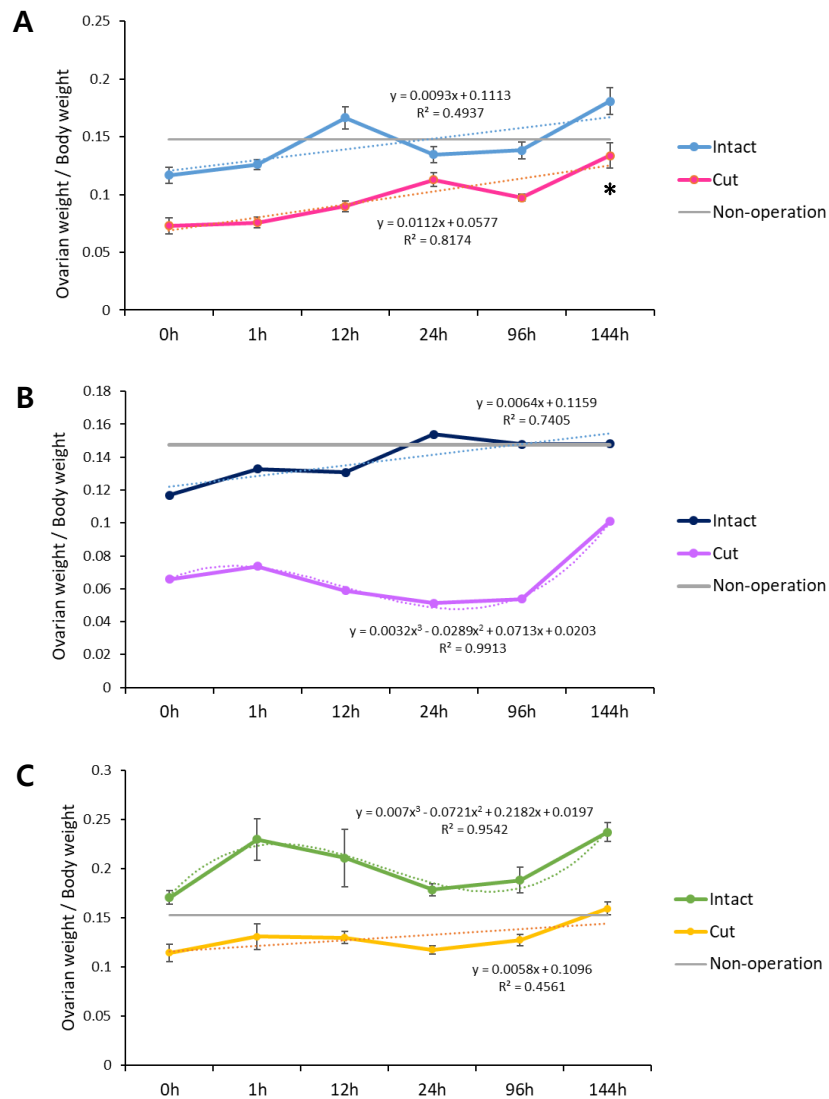 A
Ovarian weight / Body weight
0.25
0.2
0.15
0.1
0.05
0
y = 0.0093x + 0.1113
R² = 0.4937
y = 0.0112x + 0.0577
R² = 0.8174
*
0h 1h 12h 24h 96h 144h
Intact
Cut
Non-operation
B
Ovarian weight / Body weight
0.18
0.16
0.14
0.12
0.1
0.08
0.06
0.04
0.02
0
y = 0.0064x + 0.1159
R² = 0.7405
y = 0.0032x³ - 0.0289x² + 0.0713x + 0.0203
R² = 0.9913
0h 1h 12h 24h 96h 144h
Intact
Cut
Non-operation
C
Ovarian weight / Body weight
0.3
0.25
0.2
0.15
0.1
0.05
0
y = 0.007x³ - 0.0721x² + 0.2182x + 0.0197
R² = 0.9542
y = 0.0058x + 0.1096
R² = 0.4561
0h 1h 12h 24h 96h 144h
Intact
Cut
Non-operation